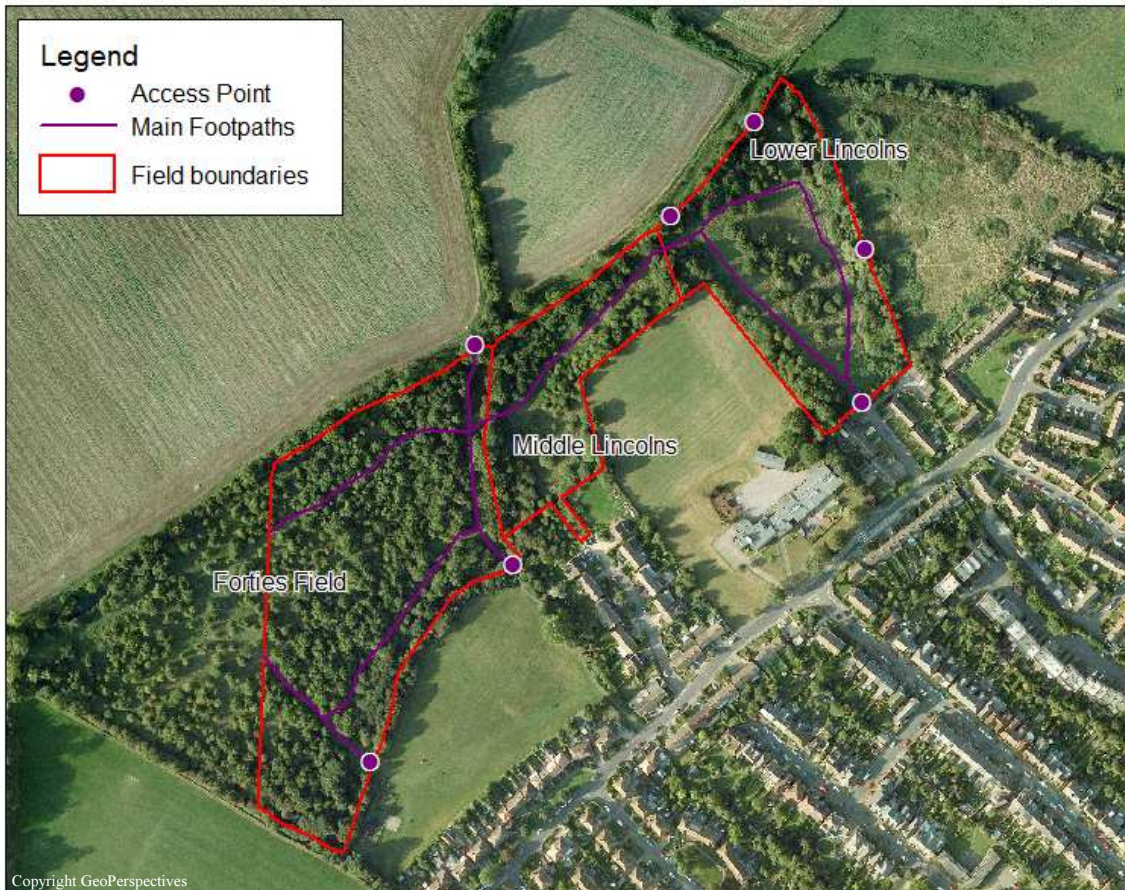 Legend
Access Point
Main Footpaths
Field boundaries
Lower Lincolns
Middle Lincolns
Forties Field
Copyright GeoPerspectives